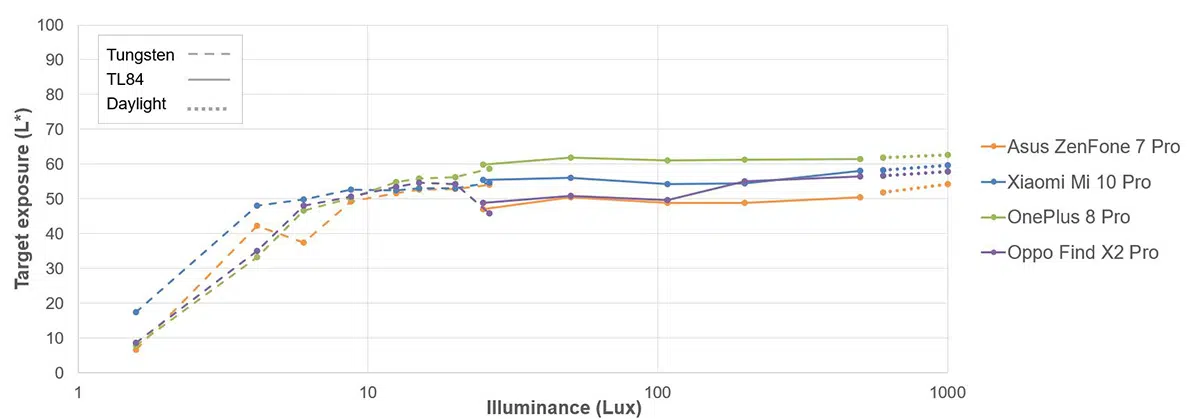 100
90
80
70
60
50
40
30
20
10
0
Target exposure (L*)
Tungsten
TL84
Daylight
1
10
100
1000
Illuminance (Lux)
Asus ZenFone 7 Pro
Xiaomi Mi 10 Pro
OnePlus 8 Pro
Oppo Find X2 Pro